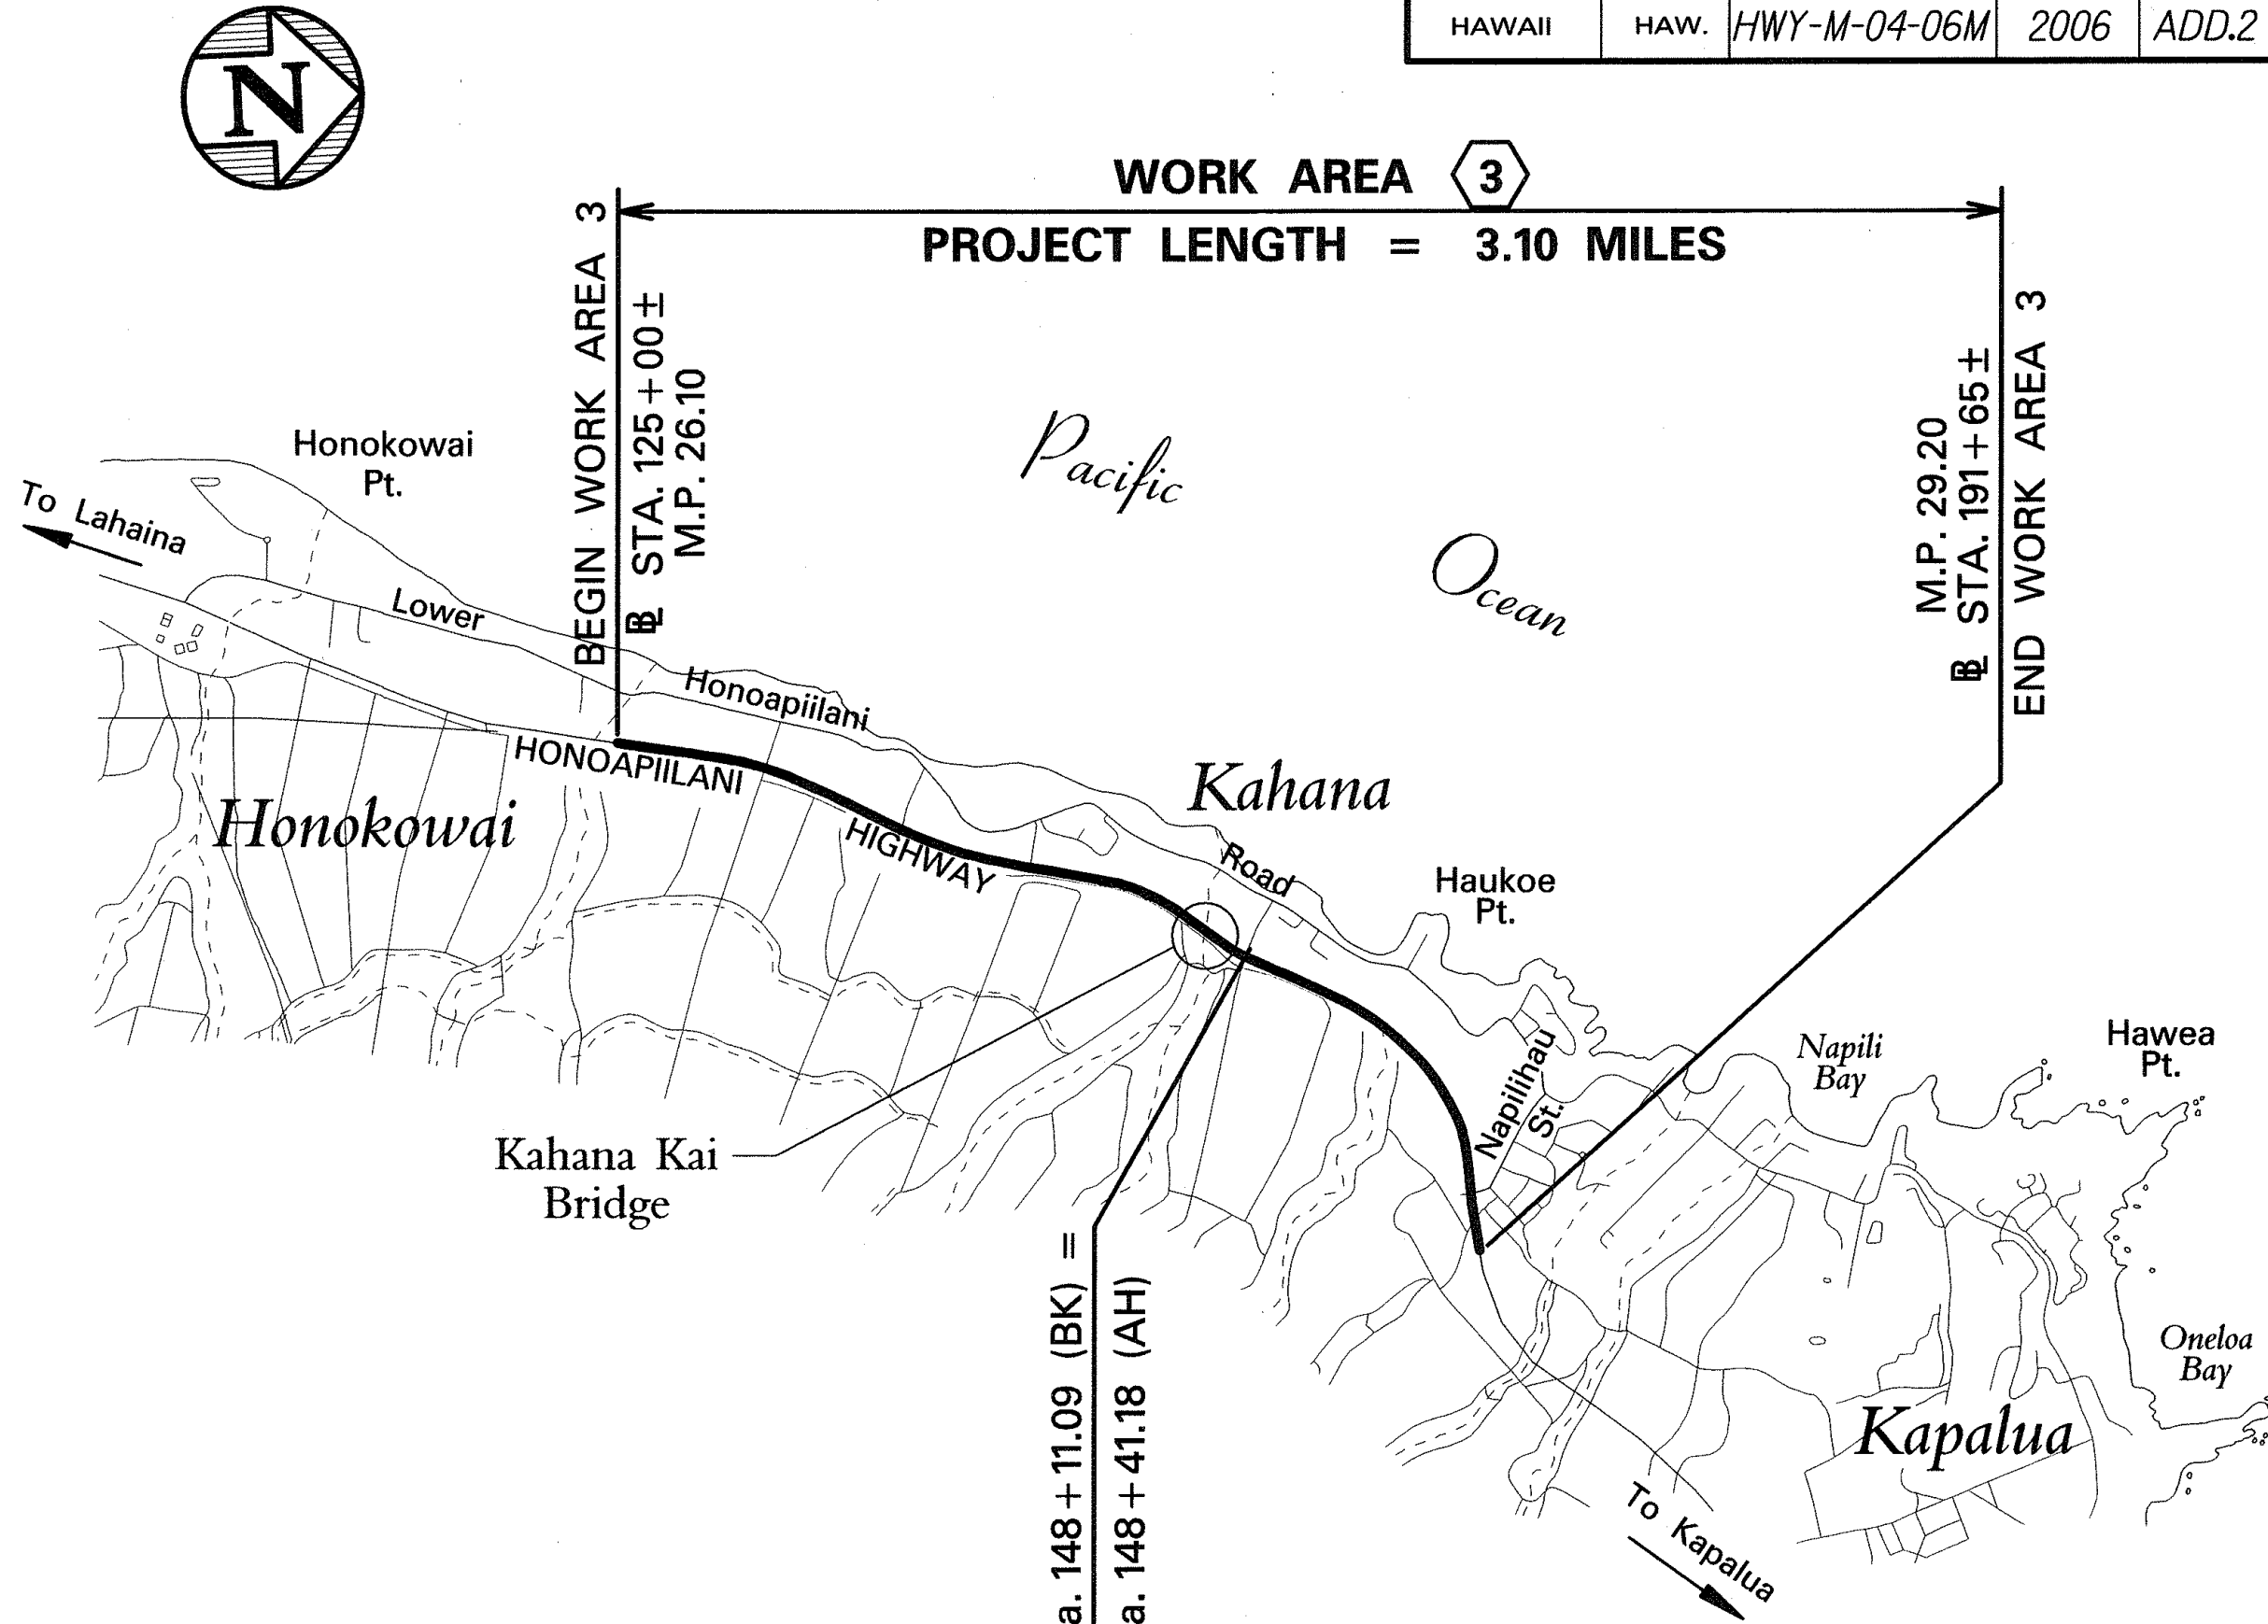 HAWAII HAW. HWY-M-04-06M 2006 ADD.2
N
WORK AREA 3
PROJECT LENGTH = 3.10 MILES
BEGIN WORK AREA 3
BL STA. 125+00±
M.P. 26.10
M.P. 29.20
BL STA. 191+65±
END WORK AREA 3
Pacific
Ocean
Honokowai
Pt.
To Lahaina
Lower
Honoapiilani
Road
HONOAPIILANI
HIGHWAY
Honokowai
Kahana
Haukoe
Pt.
Napilihau
St.
Napili
Bay
Hawea
Pt.
Kahana Kai
Bridge
a. 148+11.09 (BK) =
a. 148+41.18 (AH)
Oneloa
Bay
Kapalua
To Kapalua